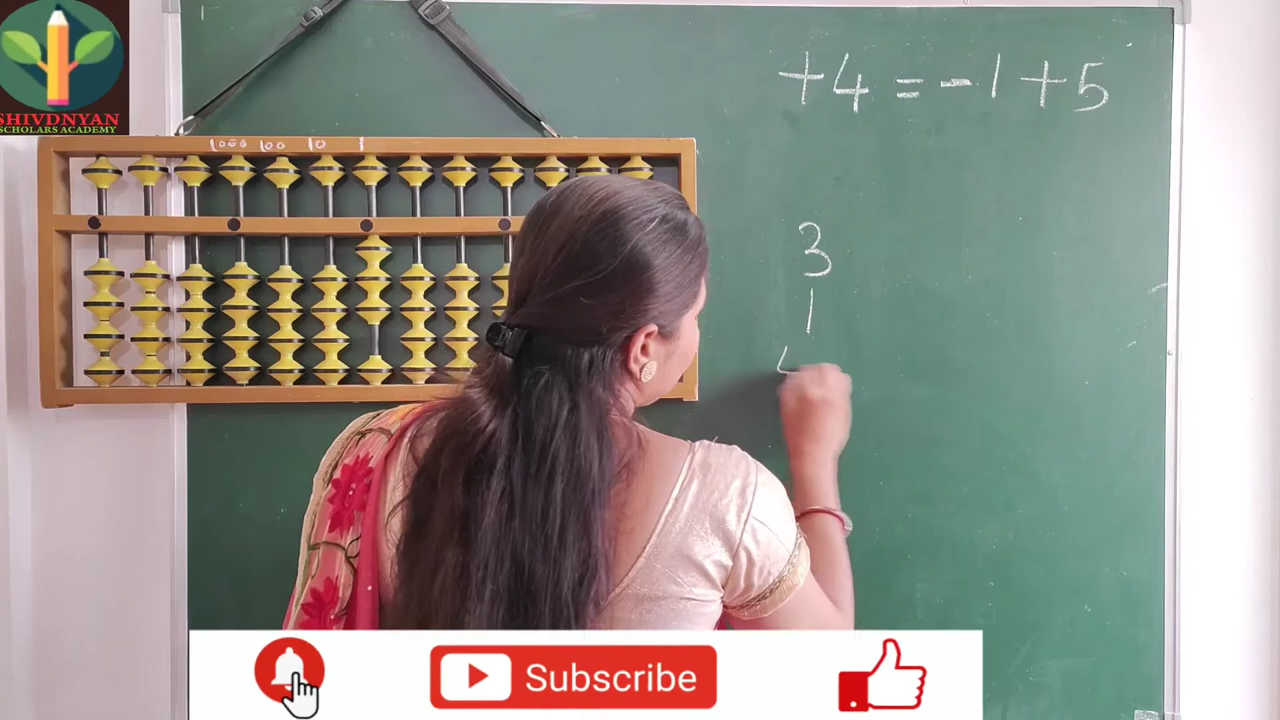 SHIVDNYAN
SCHOLARS ACADEMY
1000 100 10 1
+4 = -1 +5
3
1
Subscribe